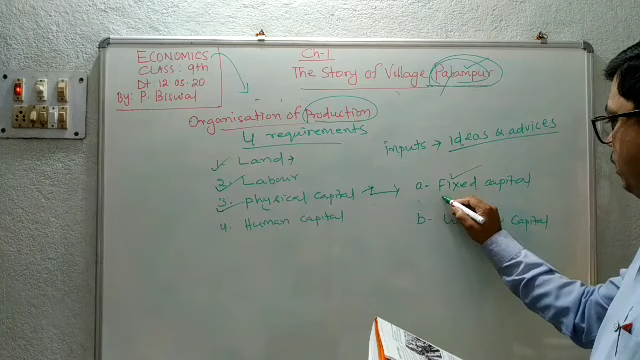 ECONOMICS
CLASS: 9th
Dt 12.05.20
By: P. Biswal
Ch-1
The Story of Village Palampur
Organisation of Production
4 requirements
inputs → ideas & advices
1. Land →
2. Labour
3. Physical capital →
4. Human capital
a- Fixed capital
b- capital